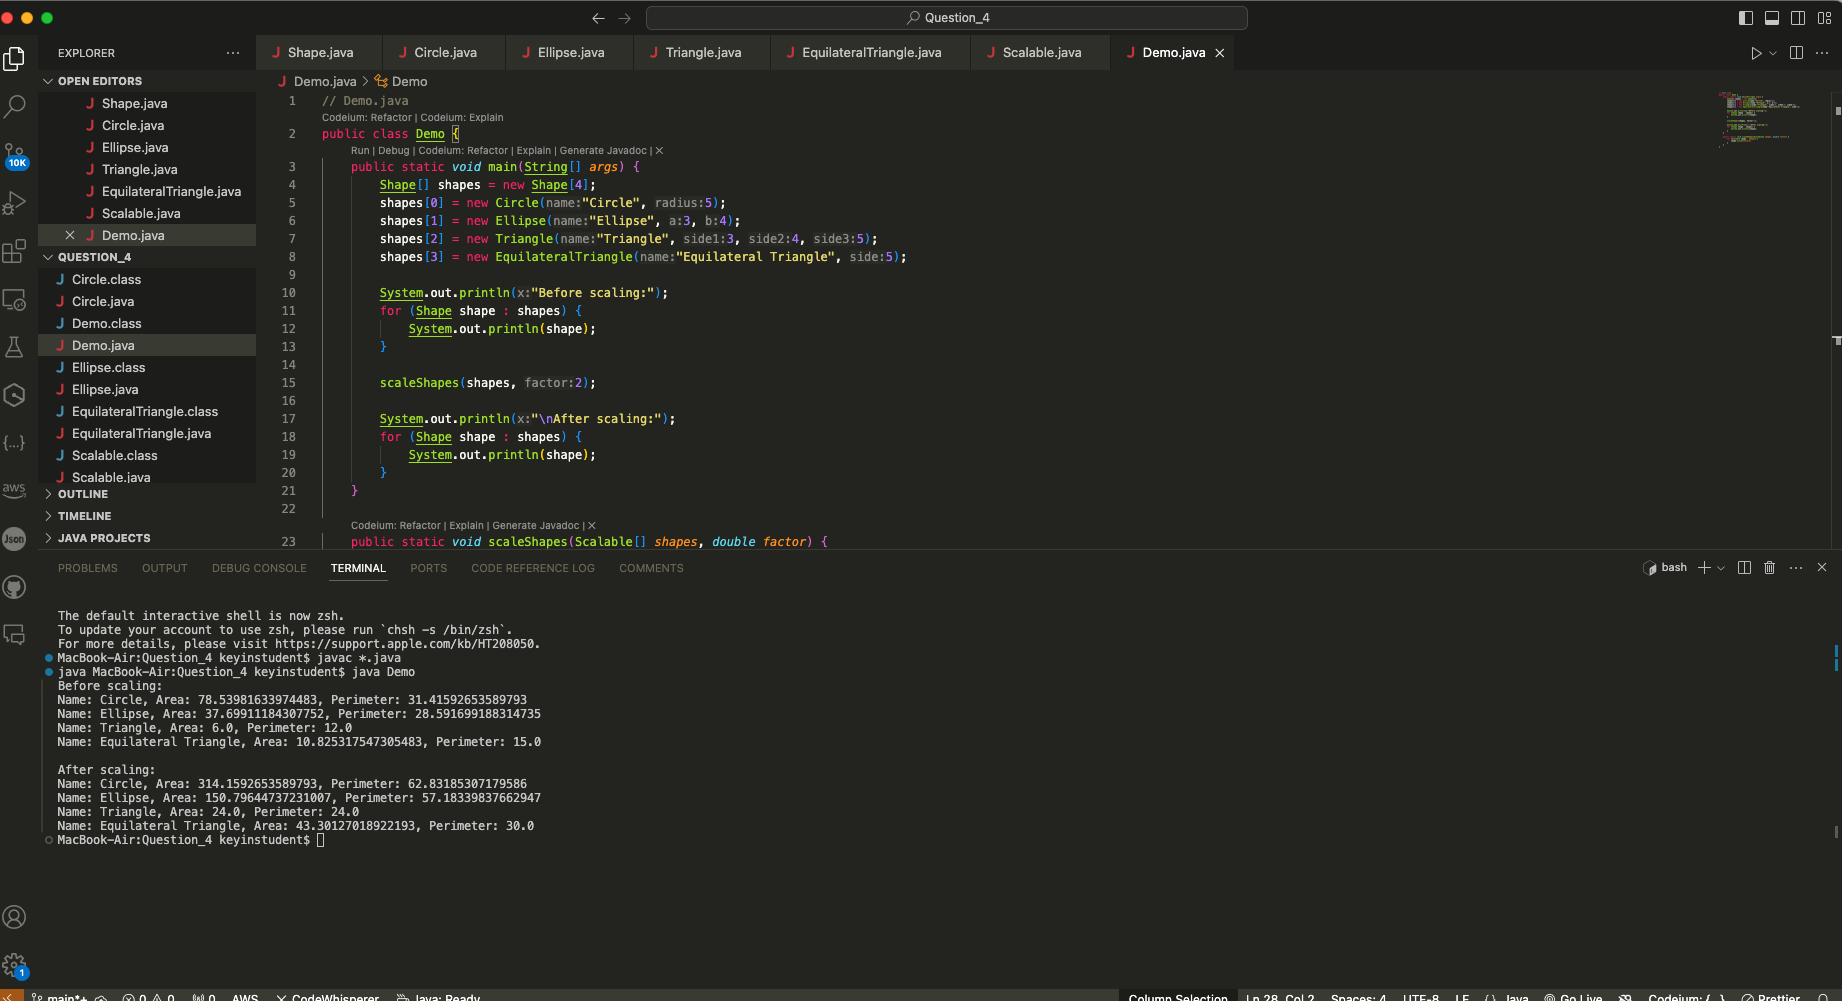 Question_4
EXPLORER
OPEN EDITORS
Shape.java
Circle.java
Ellipse.java
Triangle.java
EquilateralTriangle.java
Scalable.java
Demo.java
QUESTION_4
Circle.class
Circle.java
Demo.class
Demo.java
Ellipse.class
Ellipse.java
EquilateralTriangle.class
EquilateralTriangle.java
Scalable.class
Scalable.java
OUTLINE
TIMELINE
JAVA PROJECTS
10K
aws
Json
1
Shape.java Circle.java Ellipse.java Triangle.java EquilateralTriangle.java Scalable.java Demo.java
Demo.java > Demo
1 // Demo.java
Codeium: Refactor | Codeium: Explain
2 public class Demo {
Run | Debug | Codeium: Refactor | Explain | Generate Javadoc | X
3 public static void main(String[] args) {
4 Shape[] shapes = new Shape[4];
5 shapes[0] = new Circle(name:"Circle", radius:5);
6 shapes[1] = new Ellipse(name:"Ellipse", a:3, b:4);
7 shapes[2] = new Triangle(name:"Triangle", side1:3, side2:4, side3:5);
8 shapes[3] = new EquilateralTriangle(name:"Equilateral Triangle", side:5);
9
10 System.out.println(x:"Before scaling:");
11 for (Shape shape : shapes) {
12 System.out.println(shape);
13 }
14
15 scaleShapes(shapes, factor:2);
16
17 System.out.println(x:"\nAfter scaling:");
18 for (Shape shape : shapes) {
19 System.out.println(shape);
20 }
21 }
22
Codeium: Refactor | Explain | Generate Javadoc | X
23 public static void scaleShapes(Scalable[] shapes, double factor) {
PROBLEMS OUTPUT DEBUG CONSOLE TERMINAL PORTS CODE REFERENCE LOG COMMENTS
bash
The default interactive shell is now zsh.
To update your account to use zsh, please run `chsh -s /bin/zsh`.
For more details, please visit https://support.apple.com/kb/HT208050.
MacBook-Air:Question_4 keyinstudent$ javac *.java
java MacBook-Air:Question_4 keyinstudent$ java Demo
Before scaling:
Name: Circle, Area: 78.53981633974483, Perimeter: 31.41592653589793
Name: Ellipse, Area: 37.69911184307752, Perimeter: 28.591699188314735
Name: Triangle, Area: 6.0, Perimeter: 12.0
Name: Equilateral Triangle, Area: 10.825317547305483, Perimeter: 15.0
After scaling:
Name: Circle, Area: 314.1592653589793, Perimeter: 62.83185307179586
Name: Ellipse, Area: 150.79644737231007, Perimeter: 57.18339837662947
Name: Triangle, Area: 24.0, Perimeter: 24.0
Name: Equilateral Triangle, Area: 43.30127018922193, Perimeter: 30.0
MacBook-Air:Question_4 keyinstudent$
main*+ 0 0 0 AWS CodeWhisperer Java: Ready Column Selection Ln 28, Col 2 Spaces: 4 UTF-8 LF {} Java Go Live Codeium: {...} Prettier